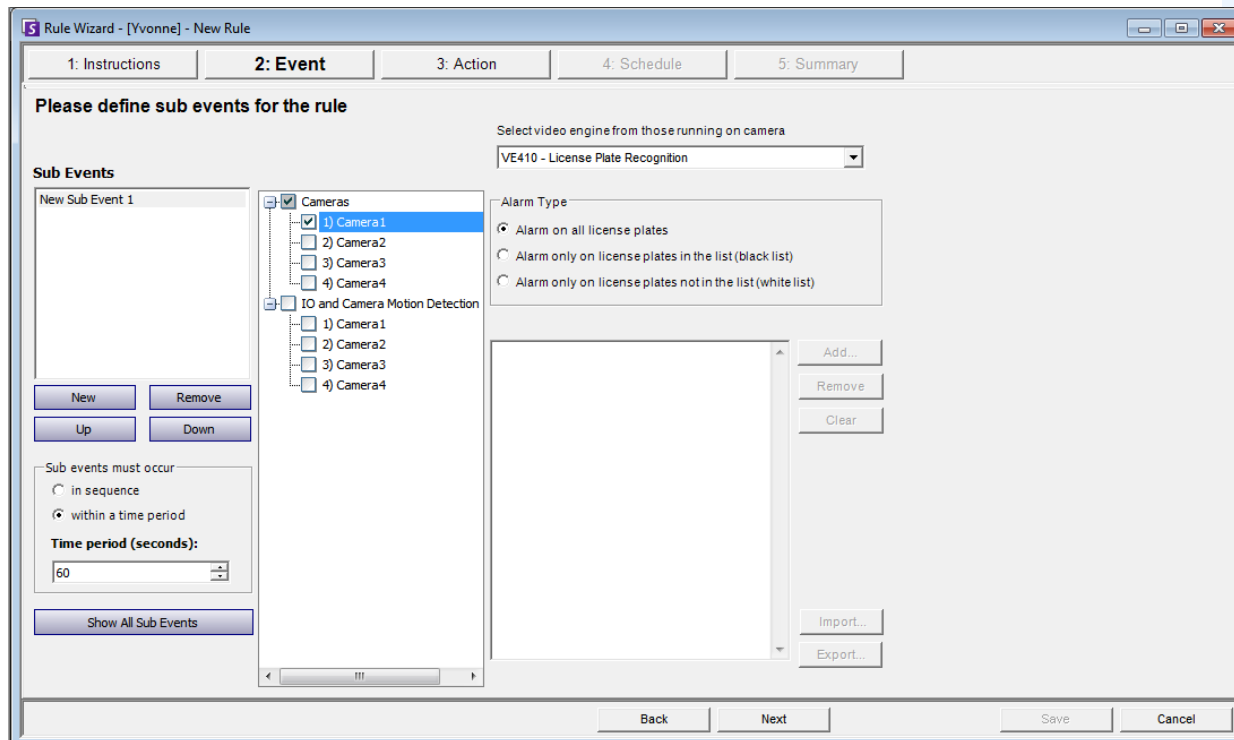 Rule Wizard - [Yvonne] - New Rule
1: Instructions
2: Event
3: Action
4: Schedule
5: Summary
Please define sub events for the rule
Select video engine from those running on camera
VE410 - License Plate Recognition
Sub Events
New Sub Event 1
New
Remove
Up
Down
Sub events must occur
in sequence
within a time period
Time period (seconds):
60
Show All Sub Events
Cameras
1) Camera1
2) Camera2
3) Camera3
4) Camera4
IO and Camera Motion Detection
1) Camera1
2) Camera2
3) Camera3
4) Camera4
Alarm Type
Alarm on all license plates
Alarm only on license plates in the list (black list)
Alarm only on license plates not in the list (white list)
Add...
Remove
Clear
Import...
Export...
Back
Next
Save
Cancel